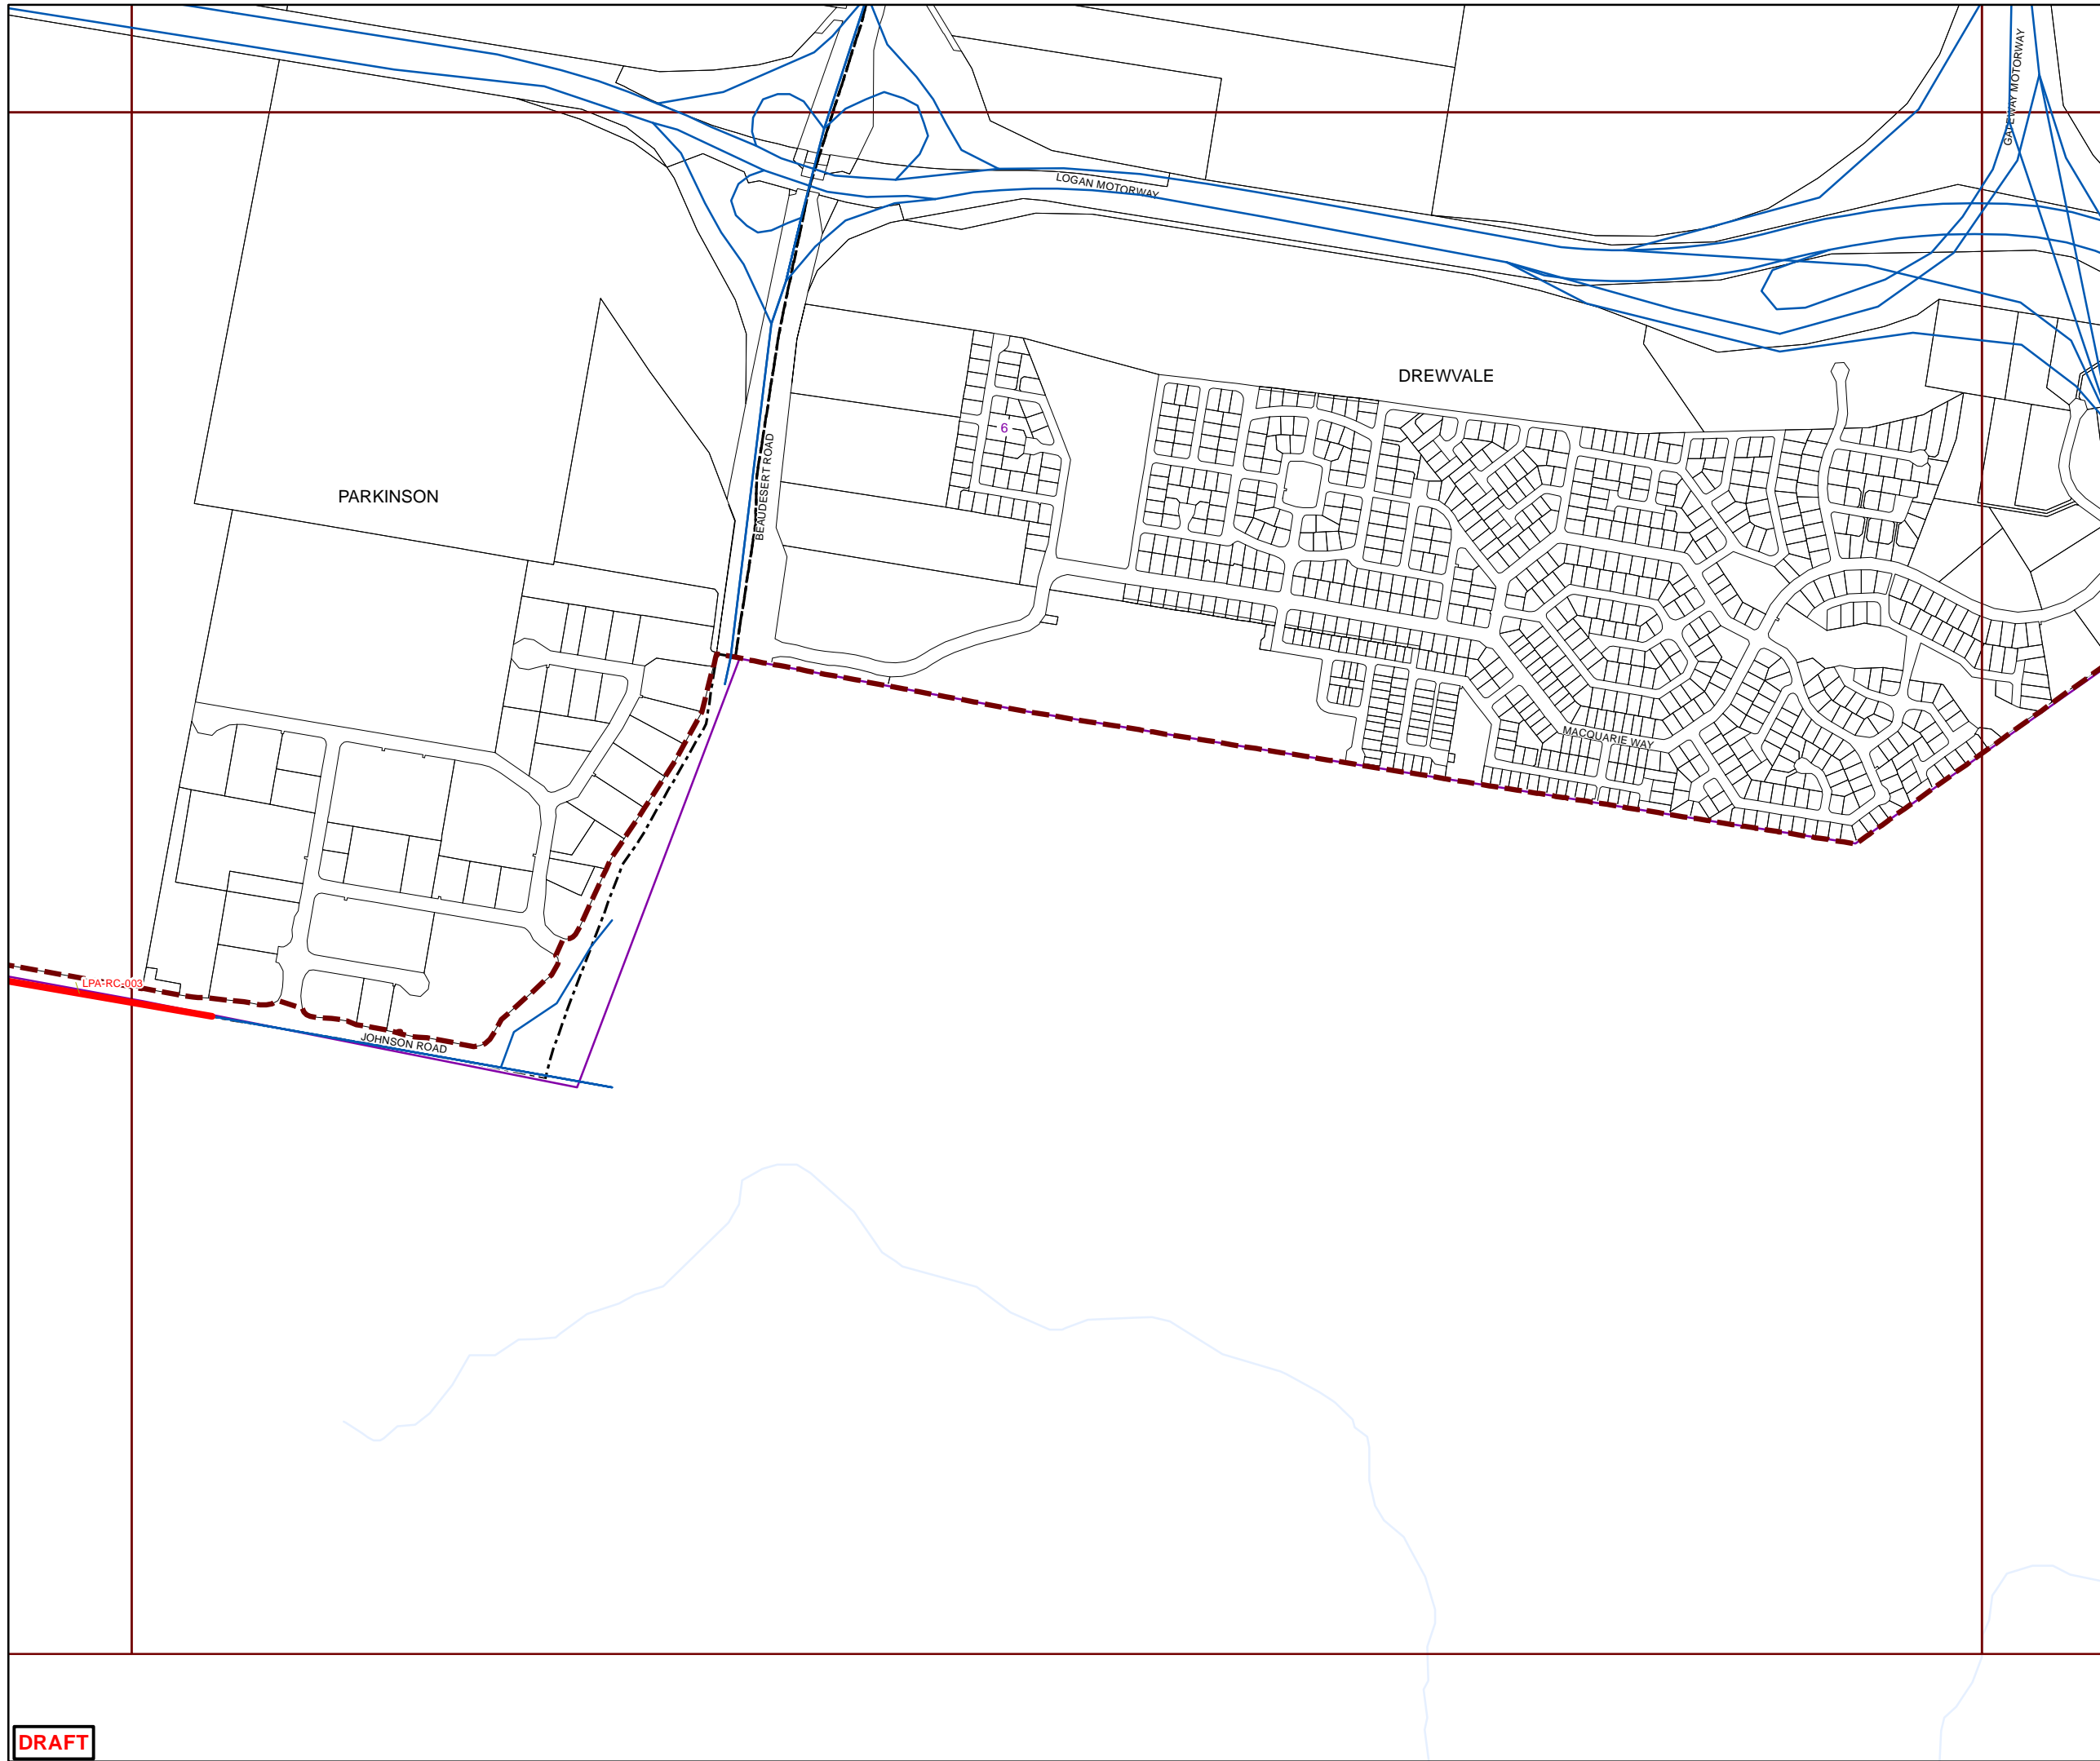 GATEWAY MOTORWAY
LOGAN MOTORWAY
DREWVALE
6
BEAUDESERT ROAD
PARKINSON
MACQUARIE WAY
LPA-RC-003
JOHNSON ROAD
DRAFT